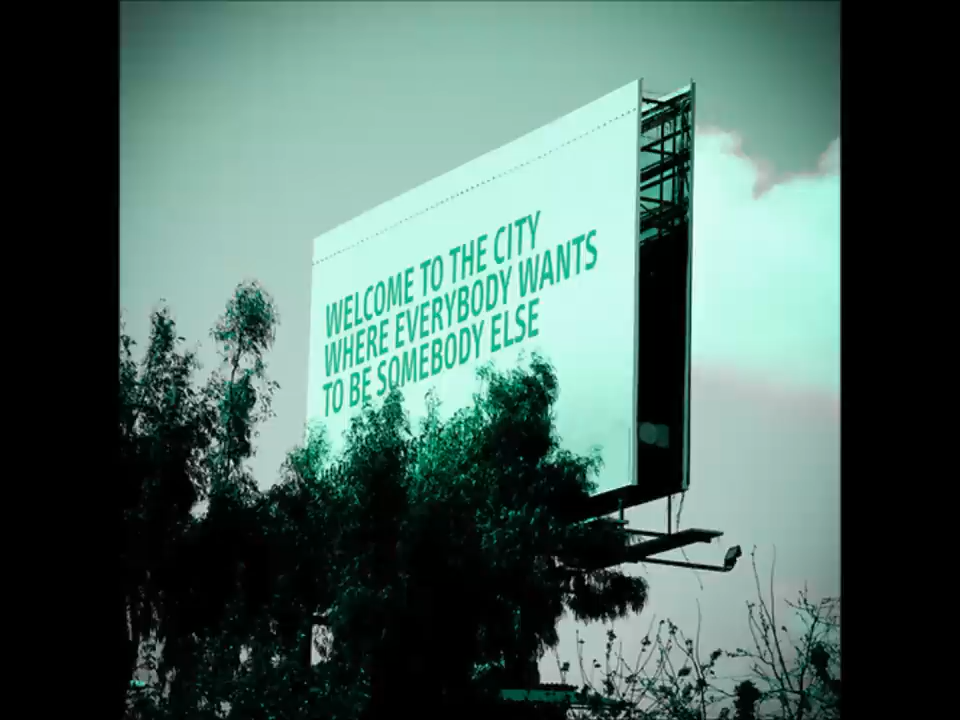 WELCOME TO THE CITY
WHERE EVERYBODY WANTS
TO BE SOMEBODY ELSE